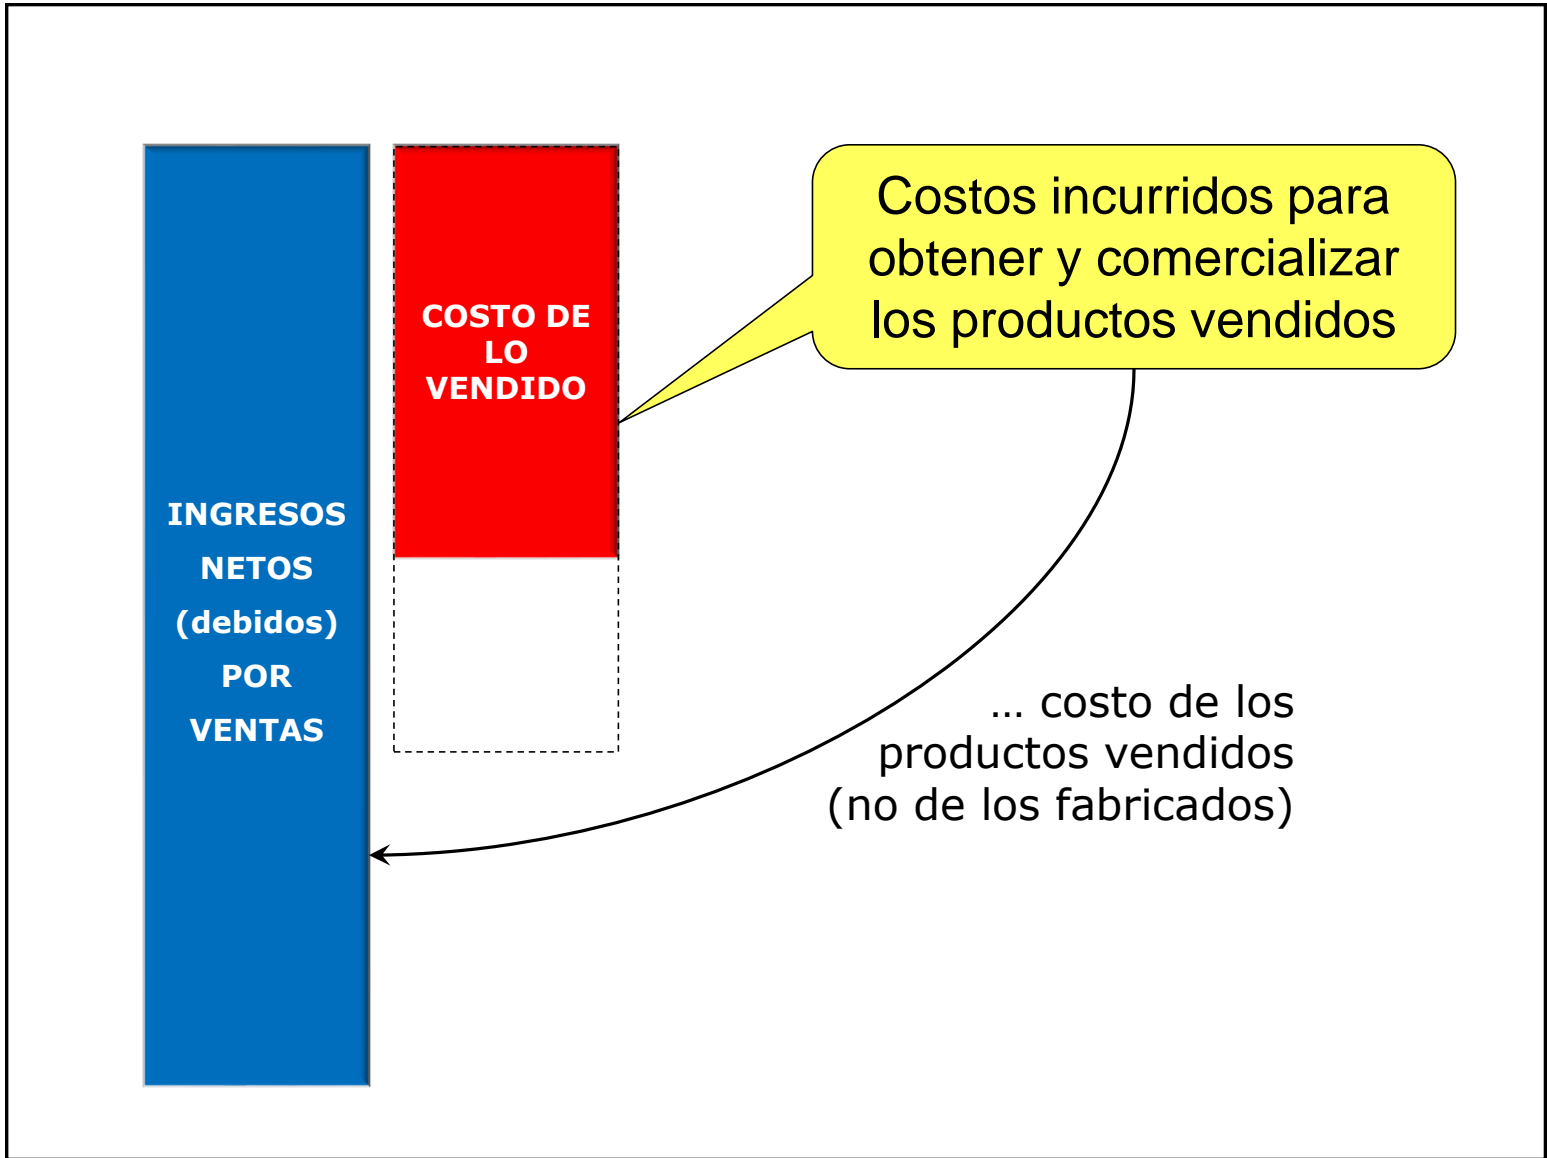 INGRESOS
NETOS
(debidos)
POR
VENTAS
COSTO DE
LO
VENDIDO
Costos incurridos para
obtener y comercializar
los productos vendidos
... costo de los
productos vendidos
(no de los fabricados)